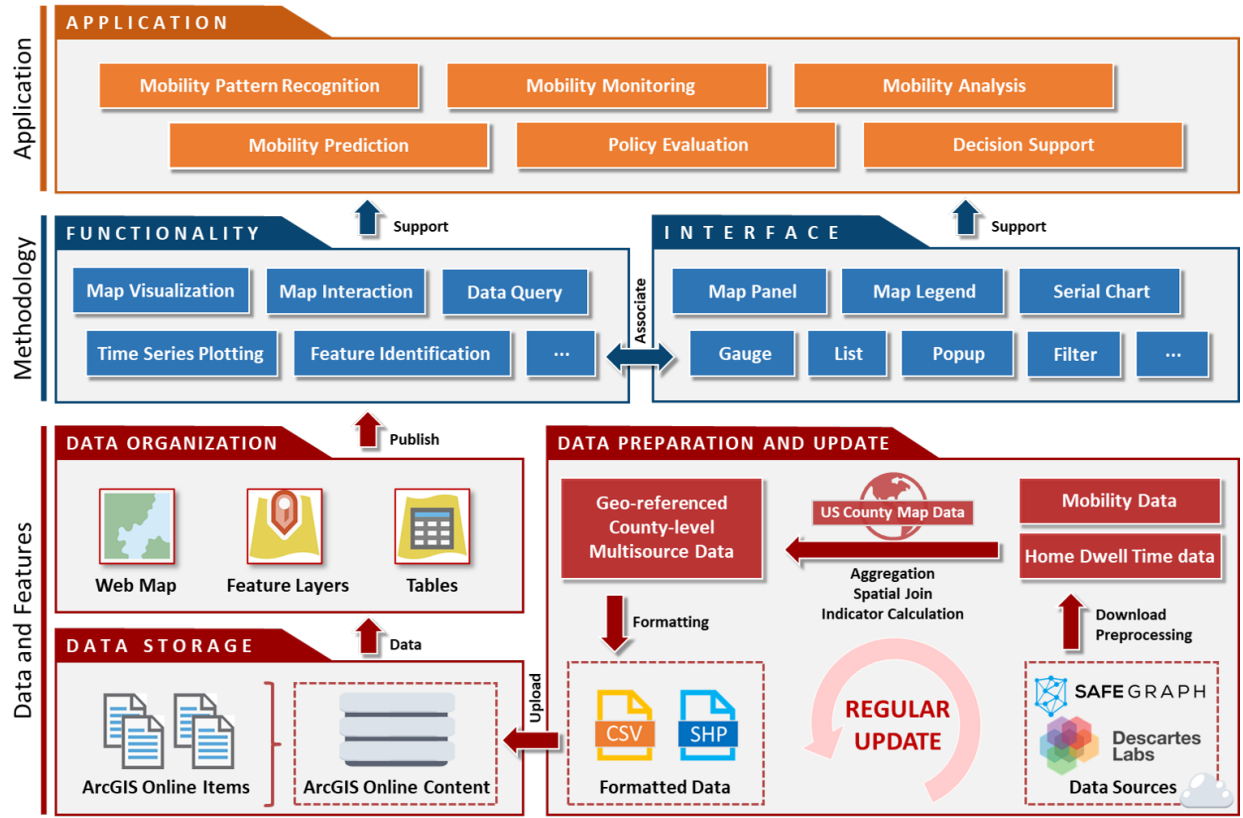 APPLICATION
Application
Mobility Pattern Recognition
Mobility Monitoring
Mobility Analysis
Mobility Prediction
Policy Evaluation
Decision Support
Support
Support
Methodology
FUNCTIONALITY
Map Visualization
Map Interaction
Data Query
Time Series Plotting
Feature Identification
...
Associate
INTERFACE
Map Panel
Map Legend
Serial Chart
Gauge
List
Popup
Filter
...
Publish
Data and Features
DATA ORGANIZATION
Web Map
Feature Layers
Tables
Data
DATA STORAGE
ArcGIS Online Items
ArcGIS Online Content
Upload
DATA PREPARATION AND UPDATE
Geo-referenced
County-level
Multisource Data
US County Map Data
Aggregation
Spatial Join
Indicator Calculation
Mobility Data
Home Dwell Time data
Formatting
Download
Preprocessing
CSV
SHP
Formatted Data
REGULAR
UPDATE
SAFEGRAPH
Descartes
Labs
Data Sources